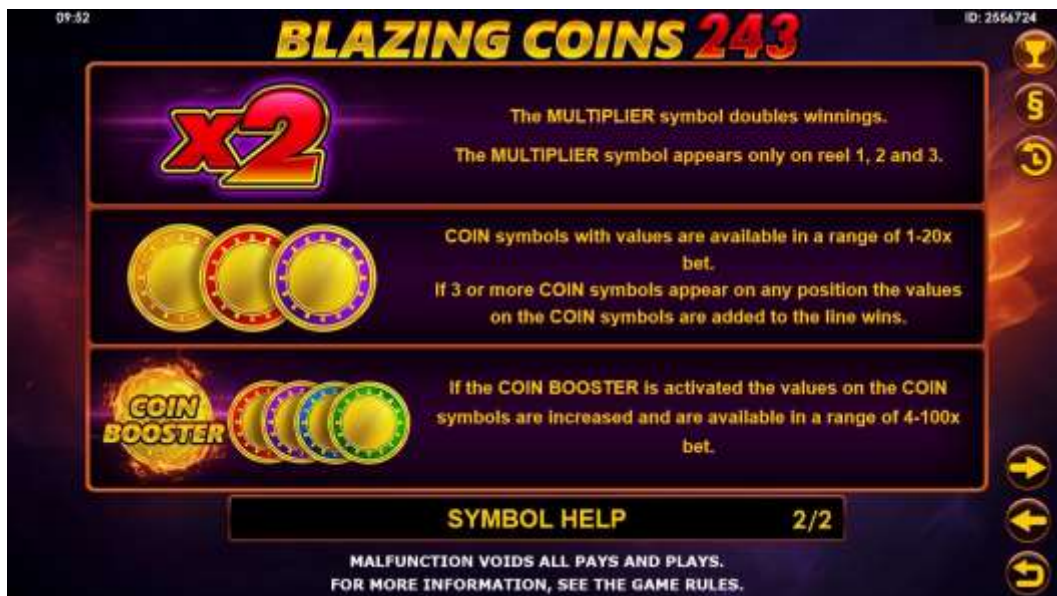 09:52
BLAZING COINS 243
ID: 2556724
x2
The MULTIPLIER symbol doubles winnings.
The MULTIPLIER symbol appears only on reel 1, 2 and 3.
§
COIN symbols with values are available in a range of 1-20x
bet.
If 3 or more COIN symbols appear on any position the values
on the COIN symbols are added to the line wins.
COIN
BOOSTER
If the COIN BOOSTER is activated the values on the COIN
symbols are increased and are available in a range of 4-100x
bet.
SYMBOL HELP 2/2
MALFUNCTION VOIDS ALL PAYS AND PLAYS.
FOR MORE INFORMATION, SEE THE GAME RULES.